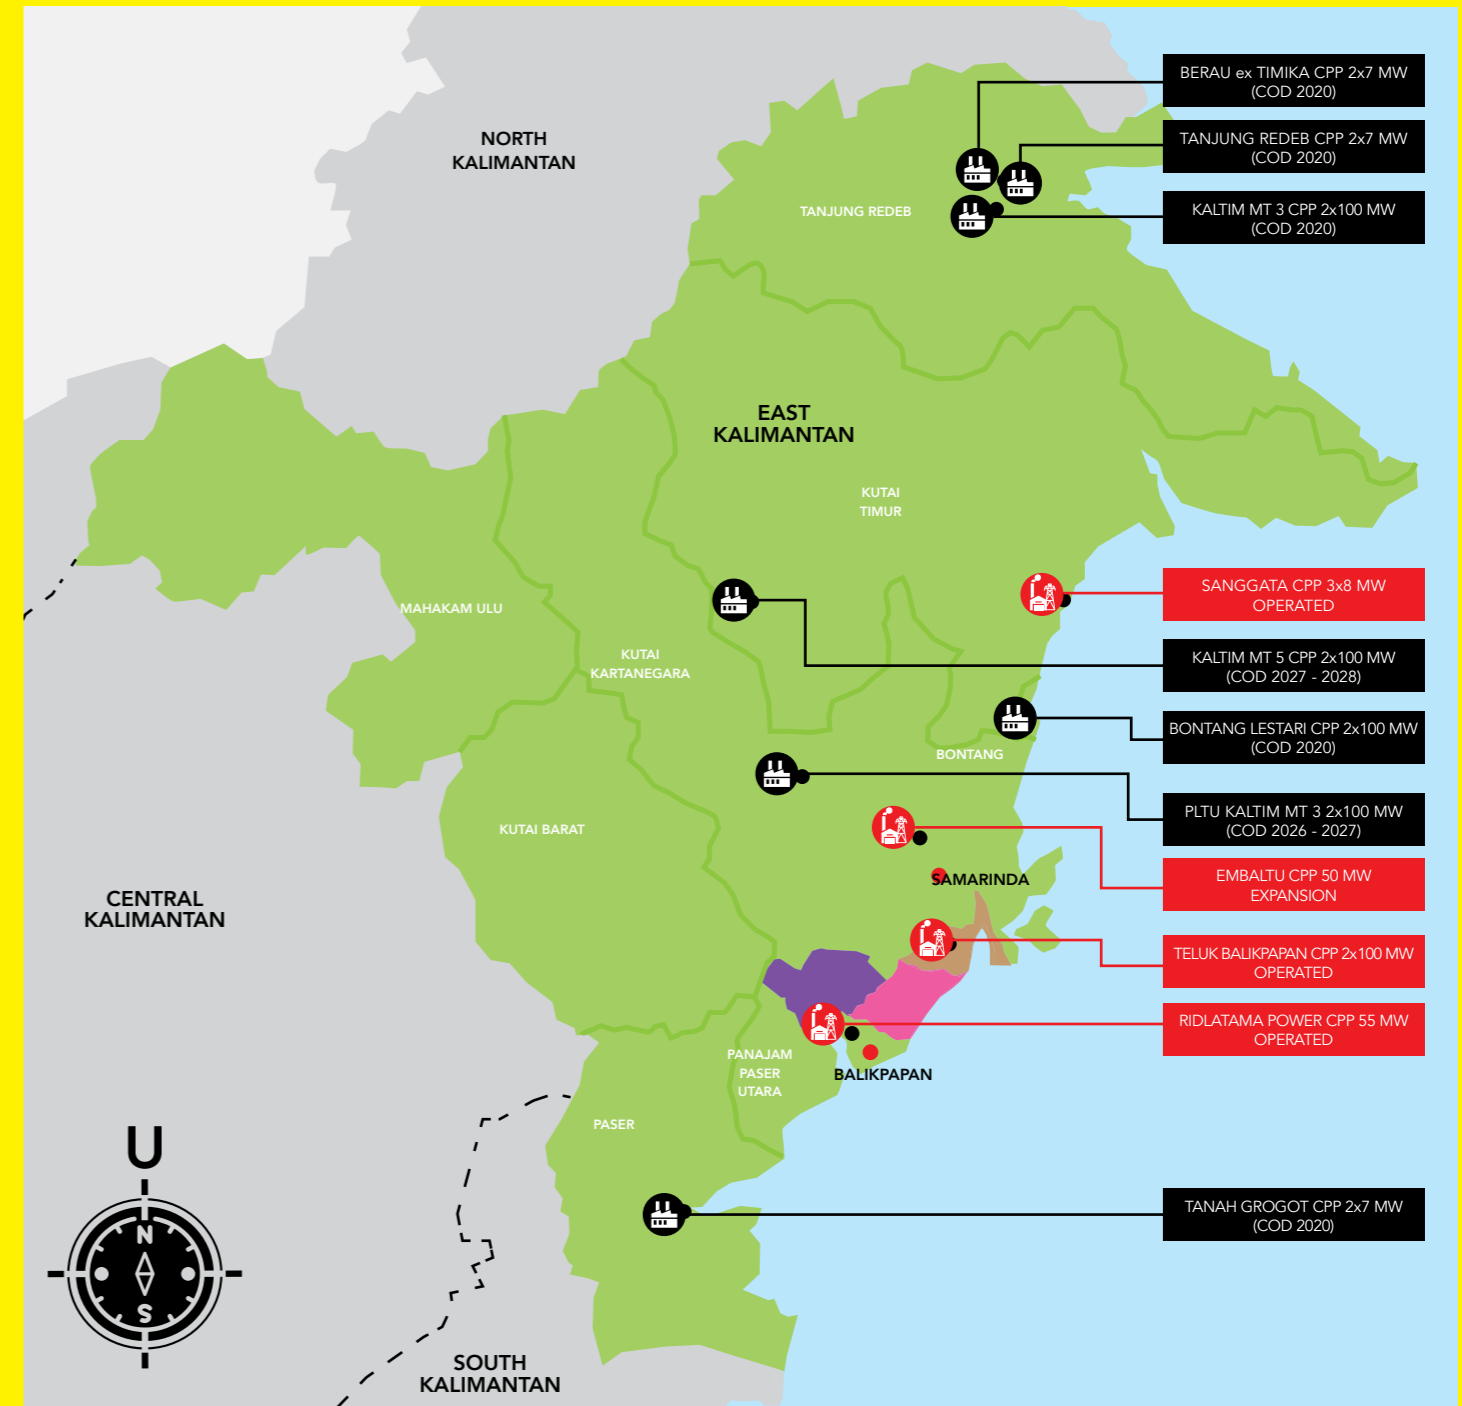 BERAU ex TIMIKA CPP 2x7 MW
(COD 2020)
TANJUNG REDEB CPP 2x7 MW
(COD 2020)
KALTIM MT 3 CPP 2x100 MW
(COD 2020)
NORTH
KALIMANTAN
TANJUNG REDEB
EAST
KALIMANTAN
KUTAI
TIMUR
SANGGATA CPP 3x8 MW
OPERATED
MAHAKAM ULU
KUTAI
KARTANEGARA
KALTIM MT 5 CPP 2x100 MW
(COD 2027 - 2028)
BONTANG LESTARI CPP 2x100 MW
(COD 2020)
BONTANG
PLTU KALTIM MT 3 2x100 MW
(COD 2026 - 2027)
KUTAI BARAT
EMBALTU CPP 50 MW
EXPANSION
SAMARINDA
CENTRAL
KALIMANTAN
TELUK BALIKPAPAN CPP 2x100 MW
OPERATED
RIDLATAMA POWER CPP 55 MW
OPERATED
PANAJAM
PASER
UTARA
BALIKPAPAN
PASER
TANAH GROGOT CPP 2x7 MW
(COD 2020)
U
N
S
SOUTH
KALIMANTAN